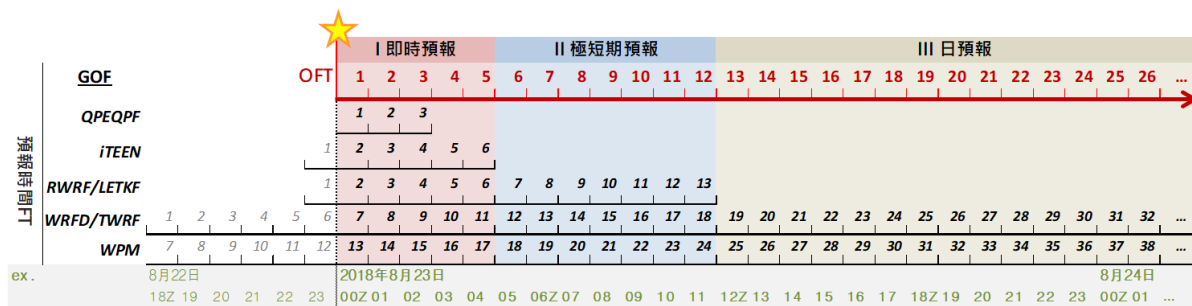 I 即時預報 II 極短期預報 III 日預報
GOF OFT 1 2 3 4 5 6 7 8 9 10 11 12 13 14 15 16 17 18 19 20 21 22 23 24 25 26 ...
預報時間FT
QPEQPF 1 2 3
iTEEN 1 2 3 4 5 6
RWRF/LETKF 1 2 3 4 5 6 7 8 9 10 11 12 13
WRFD/TWRF 1 2 3 4 5 6 7 8 9 10 11 12 13 14 15 16 17 18 19 20 21 22 23 24 25 26 27 28 29 30 31 32 ...
WPM 7 8 9 10 11 12 13 14 15 16 17 18 19 20 21 22 23 24 25 26 27 28 29 30 31 32 33 34 35 36 37 38 ...
ex. 8月22日 2018年8月23日 8月24日
18Z 19 20 21 22 23 00Z 01 02 03 04 05 06Z 07 08 09 10 11 12Z 13 14 15 16 17 18Z 19 20 21 22 23 00Z 01 ...